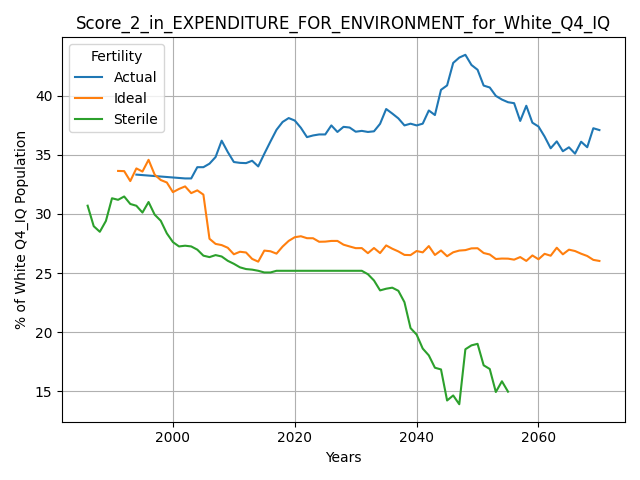 Score_2_in_EXPENDITURE_FOR_ENVIRONMENT_for_White_Q4_IQ
Fertility
Actual
Ideal
Sterile
% of White Q4_IQ Population
40
35
30
25
20
15
2000
2020
2040
2060
Years